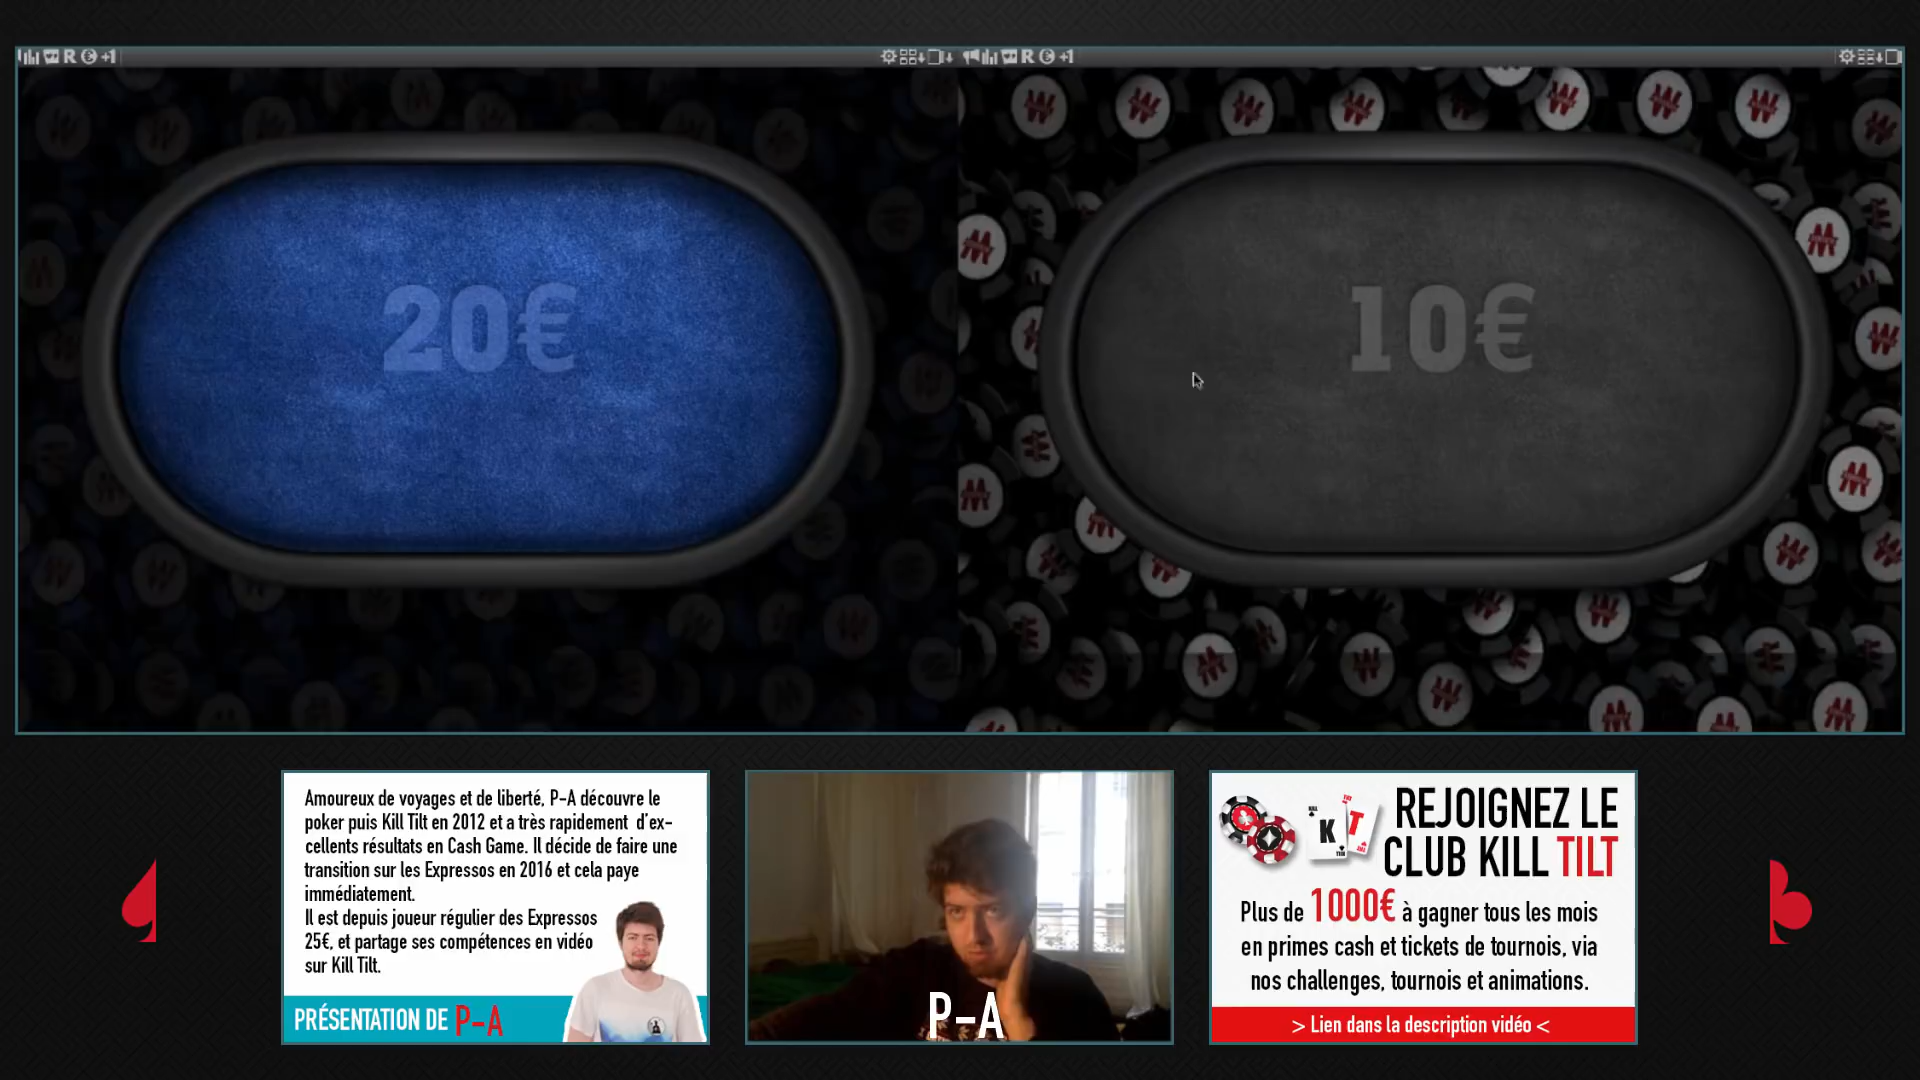 R € +1
R € +1
20€
10€
Amoureux de voyages et de liberté, P-A découvre le
poker puis Kill Tilt en 2012 et a très rapidement d'ex-
cellents résultats en Cash Game. Il décide de faire une
transition sur les Expressos en 2016 et cela paye
immédiatement.
Il est depuis joueur régulier des Expressos
25€, et partage ses compétences en vidéo
sur Kill Tilt.
PRÉSENTATION DE P-A
P-A
K T
REJOIGNEZ LE
CLUB KILL TILT
Plus de 1000€ à gagner tous les mois
en primes cash et tickets de tournois, via
nos challenges, tournois et animations.
> Lien dans la description vidéo <